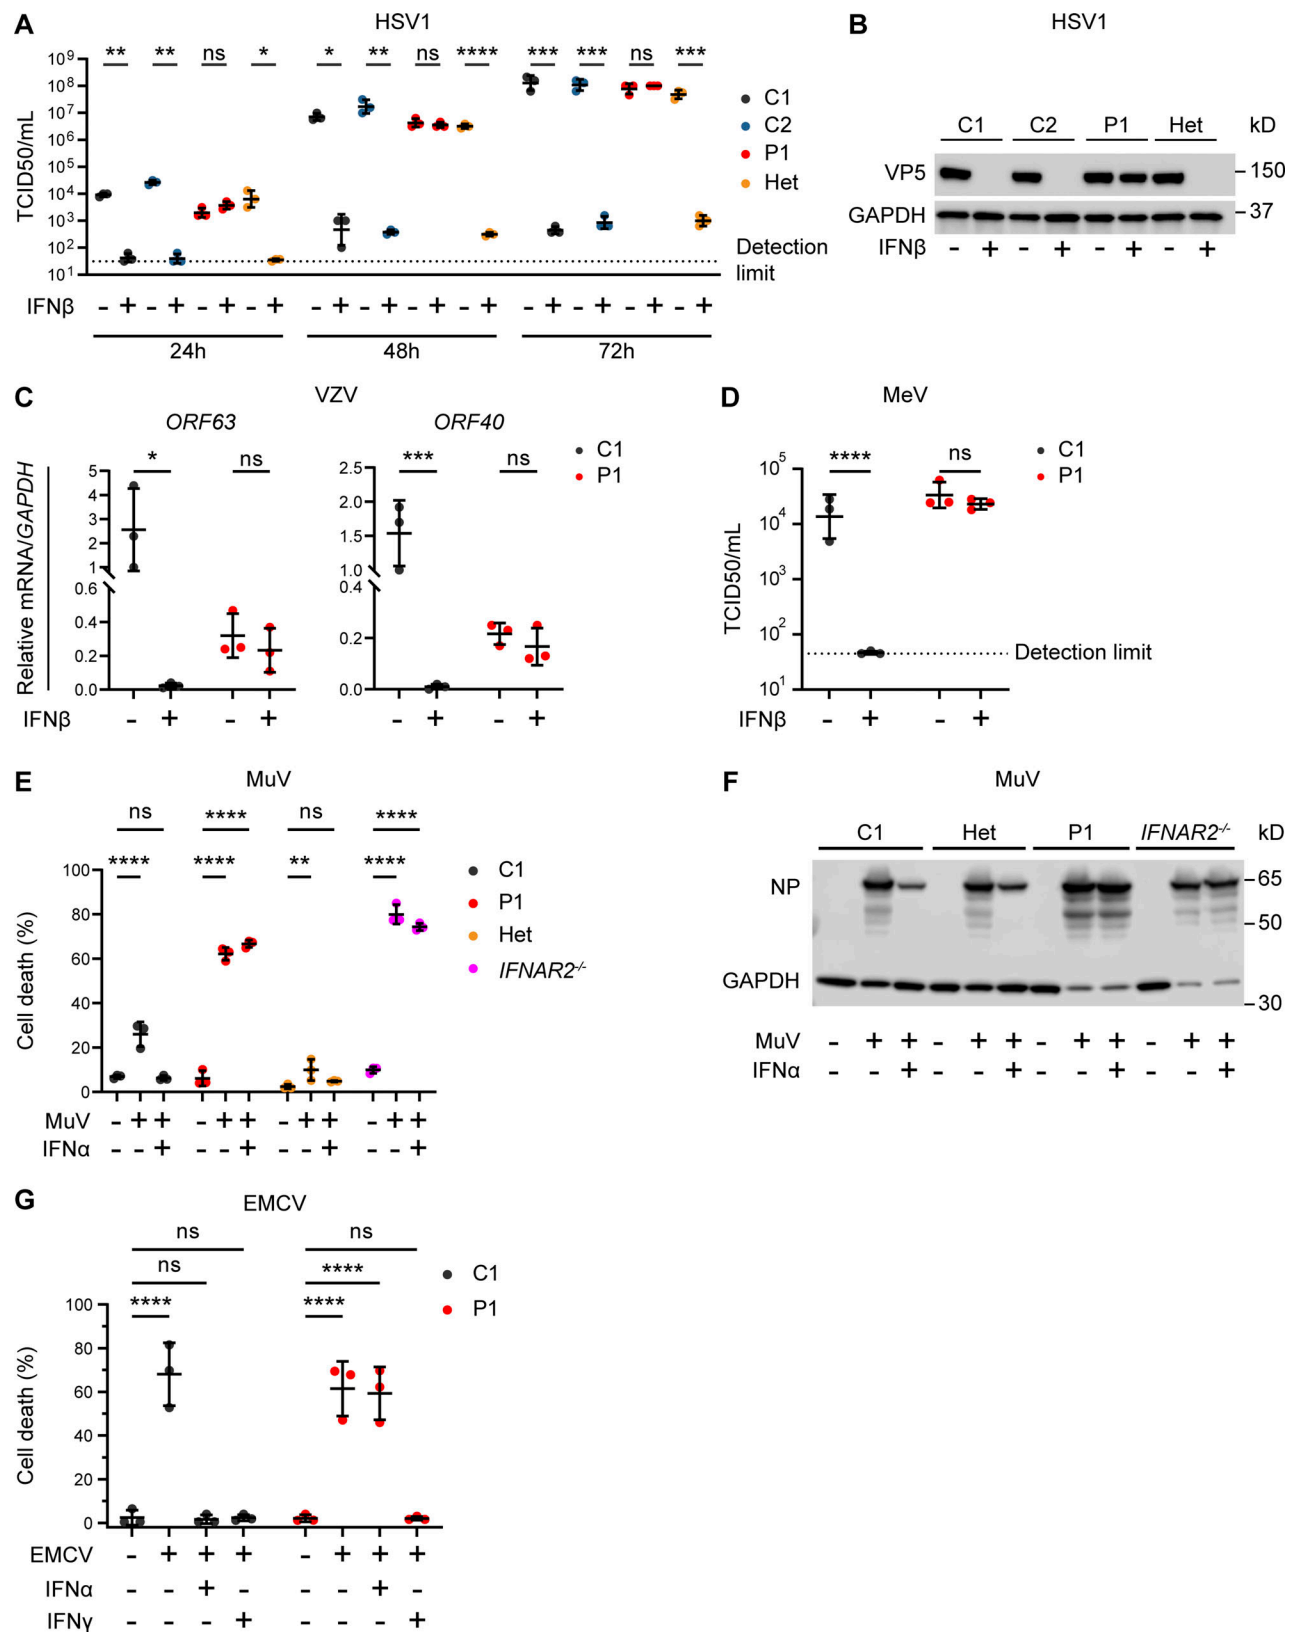 A
HSV1
** ** ns * * ** ns **** *** *** ns ***
TCID50/mL
10⁹
10⁸
10⁷
10⁶
10⁵
10⁴
10³
10²
10¹
C1
C2
P1
Het
Detection
limit
IFNβ - + - + - + - + - + - + - + - + - + - + - + - +
24h 48h 72h
B
HSV1
C1 C2 P1 Het kD
VP5 150
GAPDH 37
IFNβ - + - + - + - +
C
VZV
ORF63 ORF40
Relative mRNA/GAPDH
* ns
5
4
3
2
1
0.6
0.4
0.2
0.0
*** ns
2.5
2.0
1.5
1.0
0.4
0.2
0.0
C1
P1
IFNβ - + - + - + - +
D
MeV
**** ns
TCID50/mL
10⁵
10⁴
10³
10²
10¹
C1
P1
Detection limit
IFNβ - + - +
E
MuV
ns **** ns ****
**** **** ** ****
Cell death (%)
100
80
60
40
20
0
C1
P1
Het
IFNAR2-/-
MuV - + + - + + - + + - + +
IFNα - - + - - + - - + - - +
F
MuV
C1 Het P1 IFNAR2-/- kD
NP 65
50
GAPDH
30
MuV - + + - + + - + + - + +
IFNα - - + - - + - - + - - +
G
EMCV
ns ns
ns ****
**** ****
Cell death (%)
100
80
60
40
20
0
C1
P1
EMCV - + + + - + + +
IFNα - - + - - - + -
IFNγ - - - + - - - +